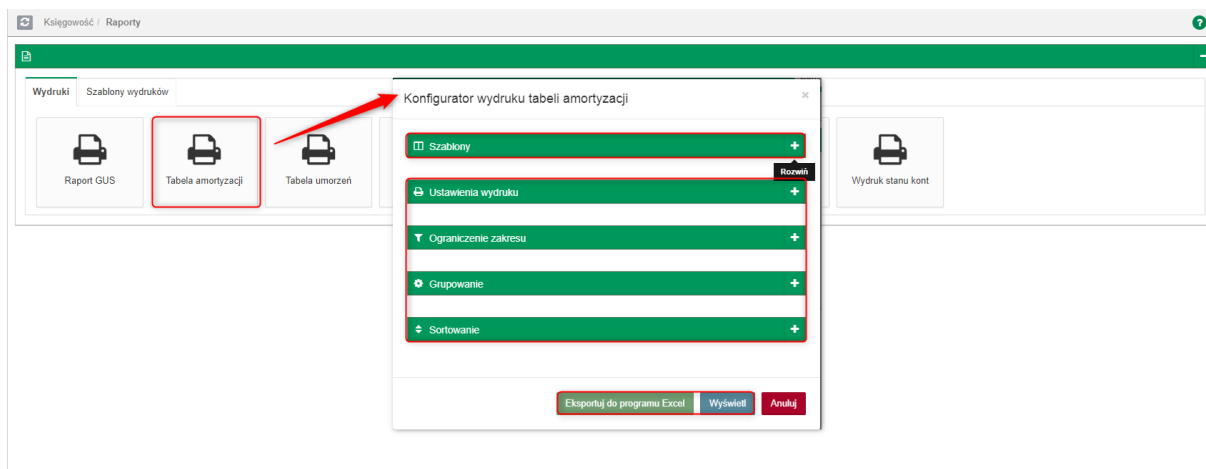 Księgowość / Raporty
?
Wydruki
Szablony wydruków
Konfigurator wydruku tabeli amortyzacji
×
Szablony
Rozwiń
Raport GUS
Tabela amortyzacji
Tabela umorzeń
Wydruk stanu kont
Ustawienia wydruku
Ograniczenie zakresu
Grupowanie
Sortowanie
Eksportuj do programu Excel
Wyświetl
Anuluj